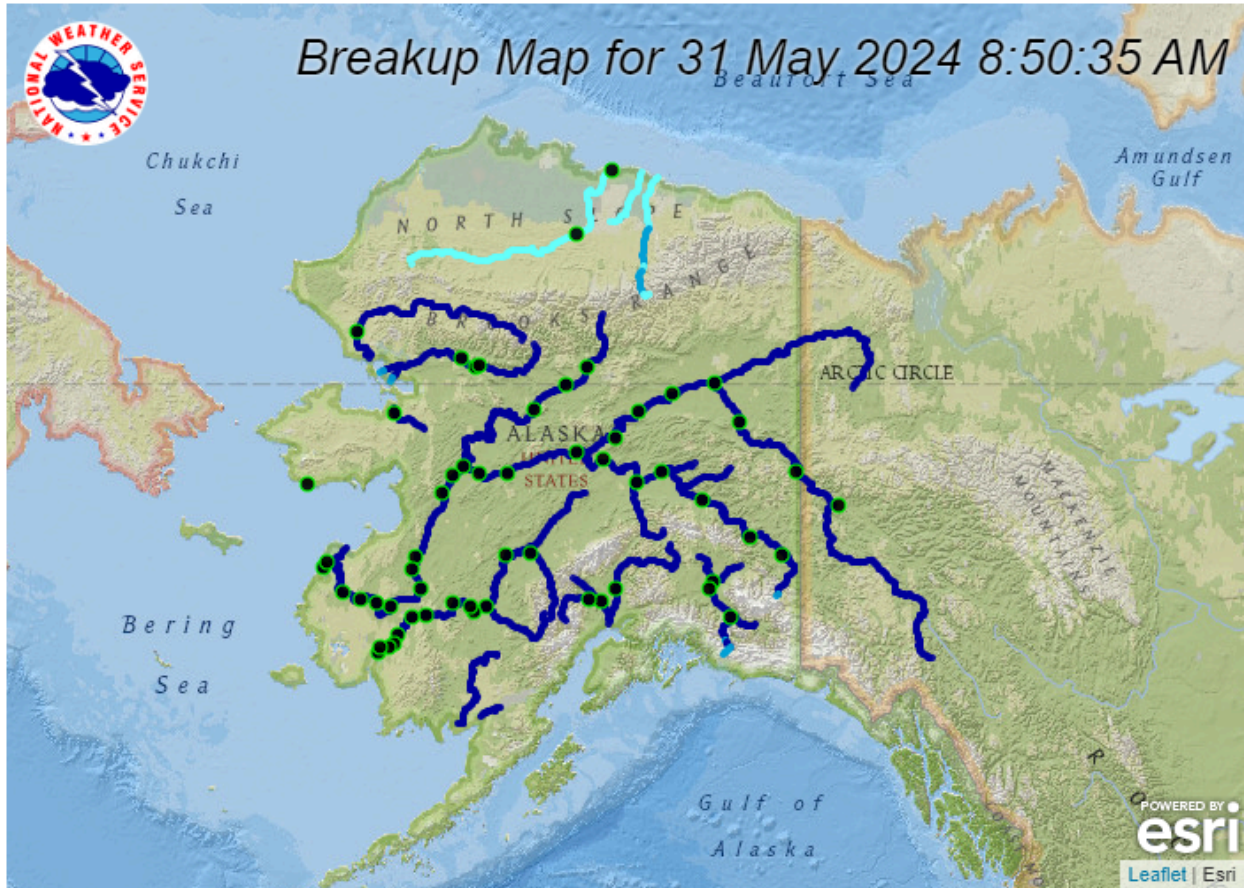 Breakup Map for 31 May 2024 8:50:35 AM
NATIONAL WEATHER SERVICE
Beaufort Sea
Chukchi
Sea
Amundsen
Gulf
NORTH SLOPE
BROOKS RANGE
ARCTIC CIRCLE
ALASKA
UNITED
STATES
MACKENZIE
MOUNTAINS
Bering
Sea
Gulf of
Alaska
R O
POWERED BY
esri
Leaflet | Esri